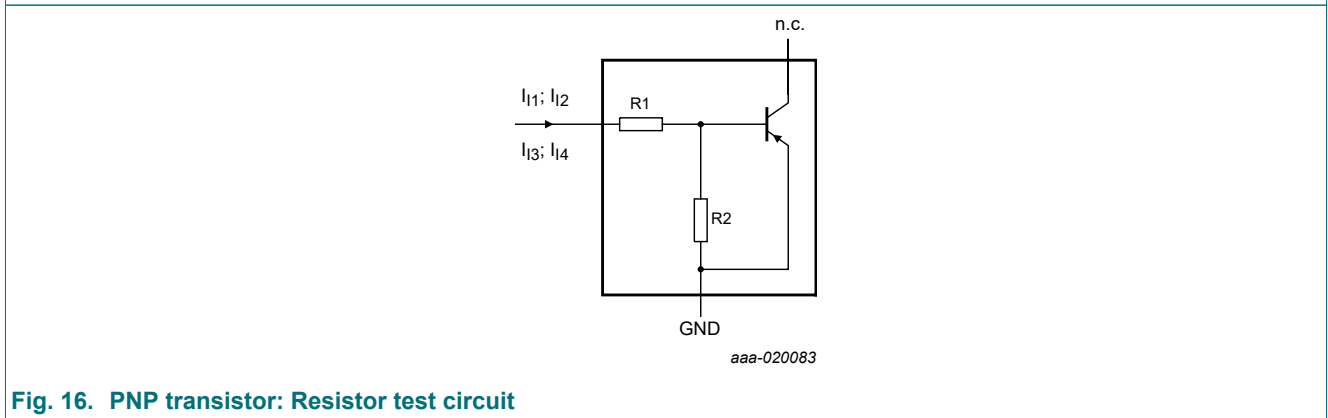 n.c.
I_I1; I_I2
R1
I_I3; I_I4
R2
GND
aaa-020083
Fig. 16. PNP transistor: Resistor test circuit